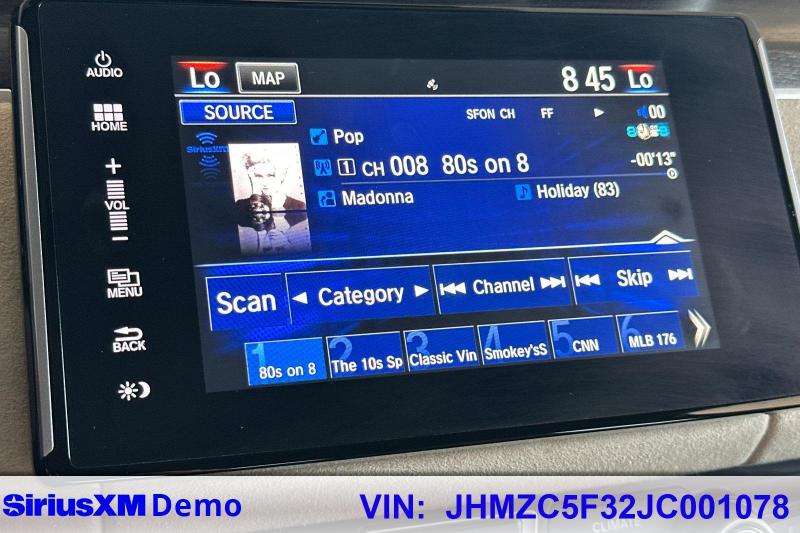 AUDIO
HOME
+
VOL
−
MENU
BACK
Lo MAP 8 45 Lo
SOURCE SFON CH FF 00
SiriusXM Pop
1 CH 008 80s on 8 -00'13"
Madonna Holiday (83)
Scan Category Channel Skip
1 80s on 8
2 The 10s Sp
3 Classic Vin
4 Smokey'sS
5 CNN
6 MLB 176
CLIMATE
SiriusXM Demo VIN: JHMZC5F32JC001078